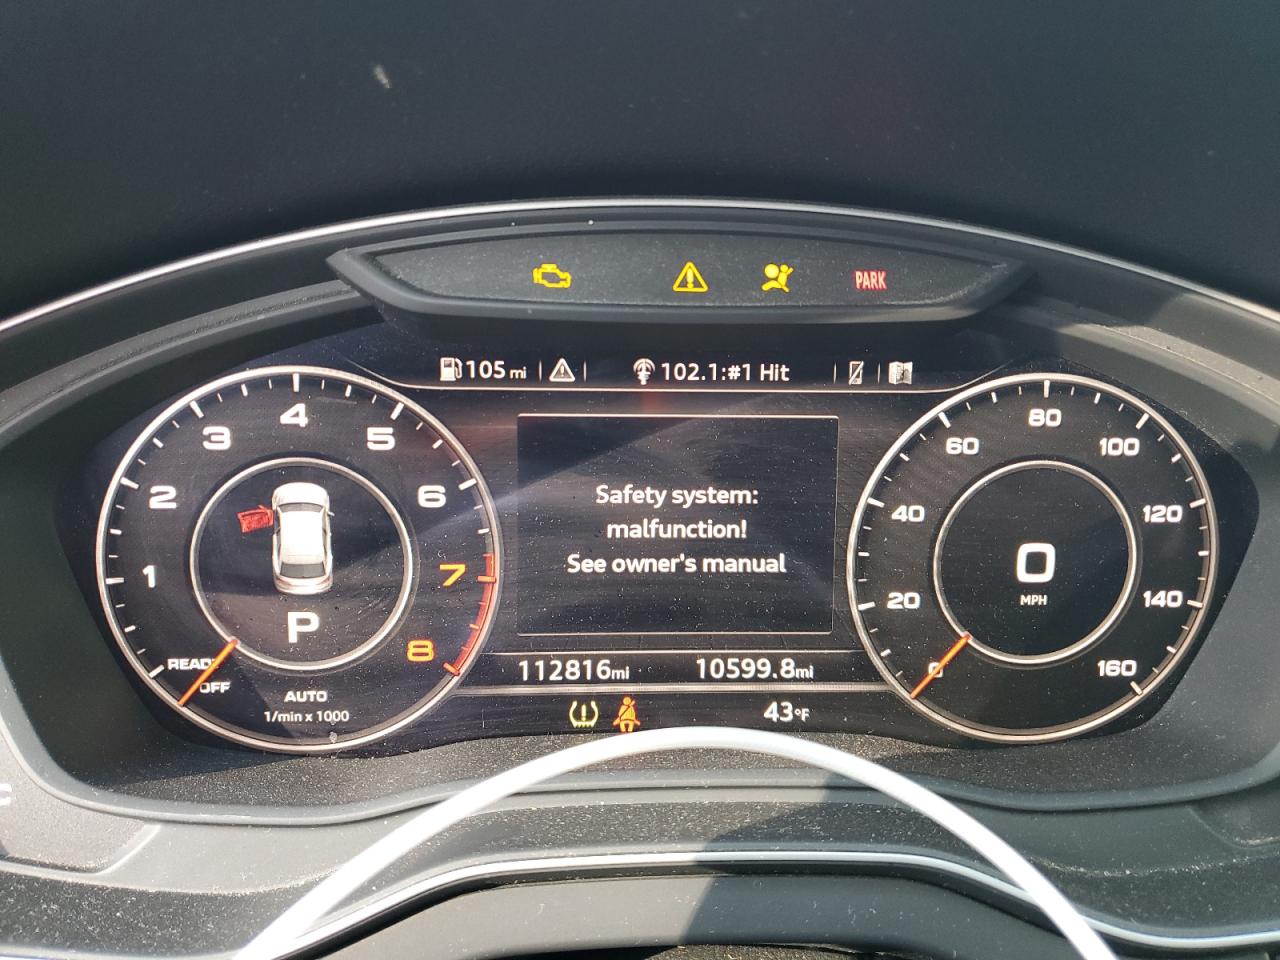 PARK
105 mi
102.1:#1 Hit
1
2
3
4
5
6
7
8
P
READY
OFF
AUTO
1/min x 1000
Safety system:
malfunction!
See owner's manual
112816mi
10599.8mi
43°F
0
20
40
60
80
100
120
140
160
0
MPH